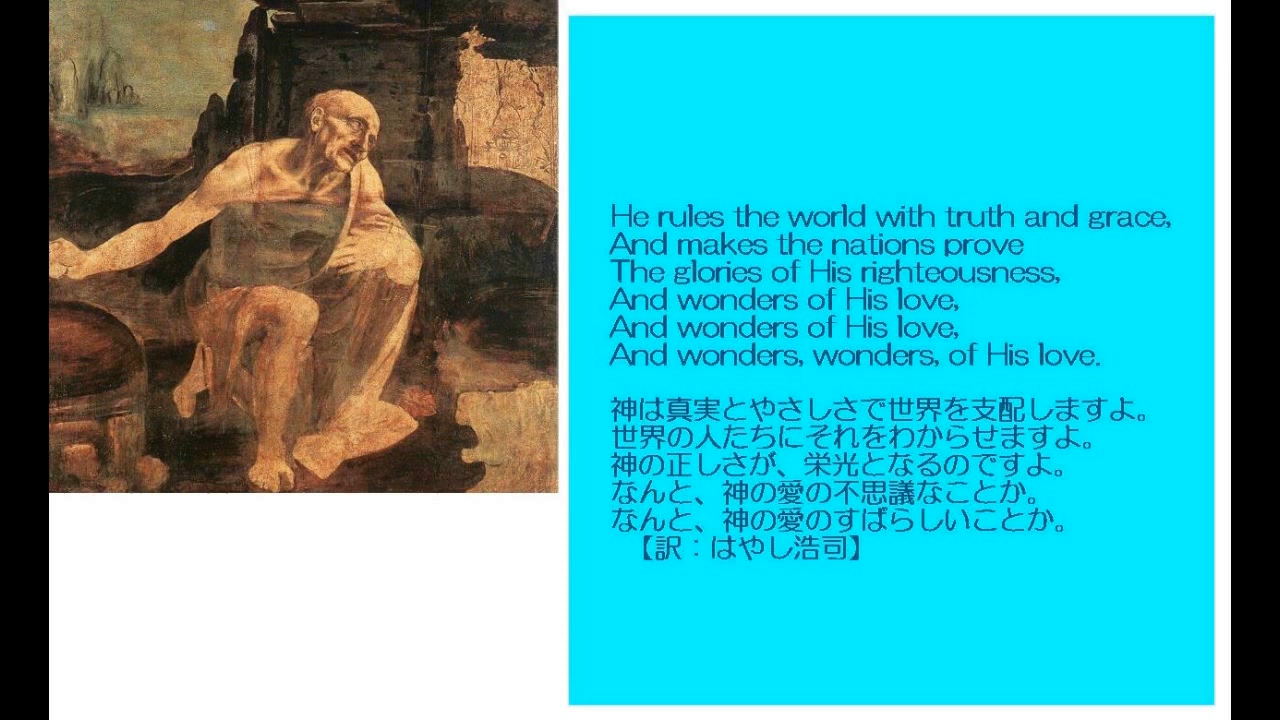 He rules the world with truth and grace,
And makes the nations prove
The glories of His righteousness,
And wonders of His love,
And wonders of His love,
And wonders, wonders, of His love.
神は真実とやさしさで世界を支配しますよ。
世界の人たちにそれをわからせますよ。
神の正しさが、栄光となるのですよ。
なんと、神の愛の不思議なことか。
なんと、神の愛のすばらしいことか。
【訳：はやし浩司】